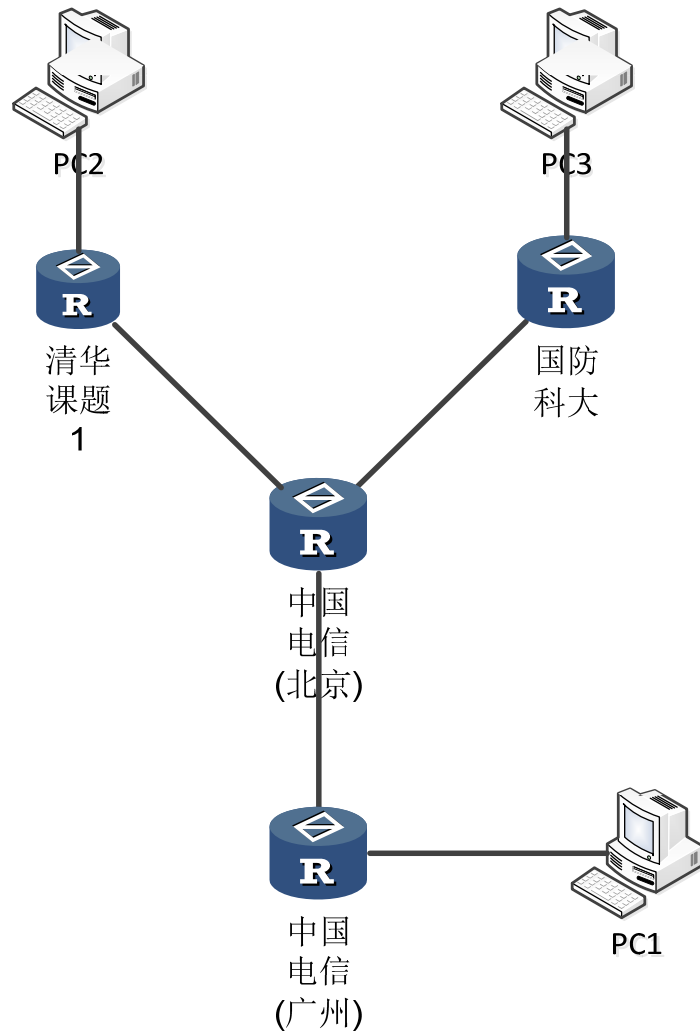 PC2
PC3
R
清华
课题
1
R
国防
科大
R
中国
电信
(北京)
R
中国
电信
(广州)
PC1